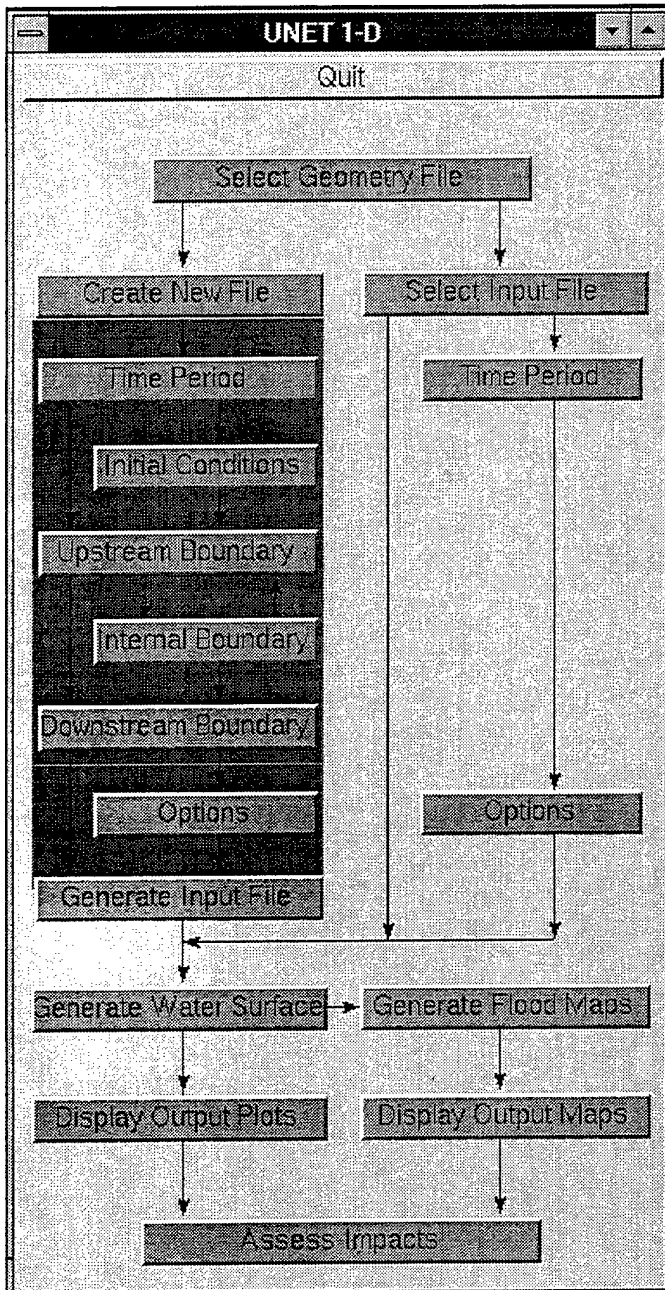 UNET 1-D
Quit
Select Geometry File
Create New File
Select Input File
Time Period
Time Period
Initial Conditions
Upstream Boundary
Internal Boundary
Downstream Boundary
Options
Options
Generate Input File
Generate Water Surface
Generate Flood Maps
Display Output Plots
Display Output Maps
Assess Impacts